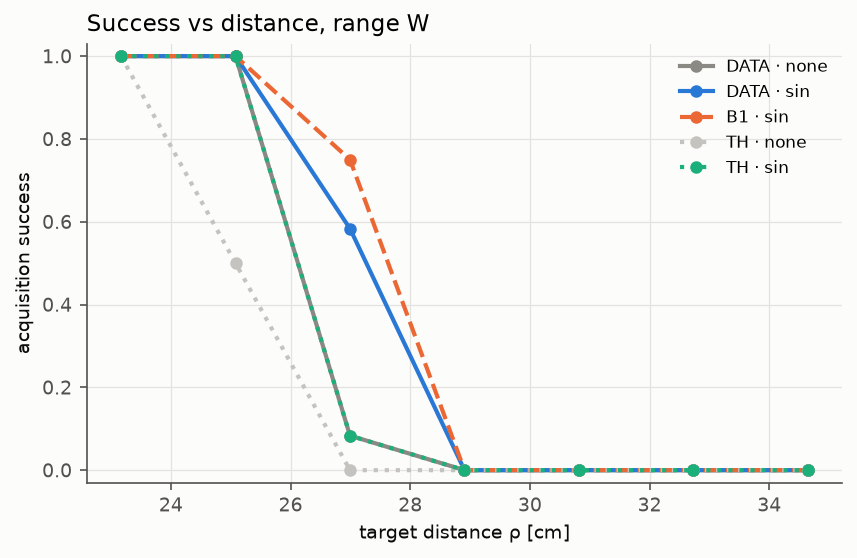 Success vs distance, range W
DATA · none
DATA · sin
B1 · sin
TH · none
TH · sin
acquisition success
1.0
0.8
0.6
0.4
0.2
0.0
24 26 28 30 32 34
target distance ρ [cm]